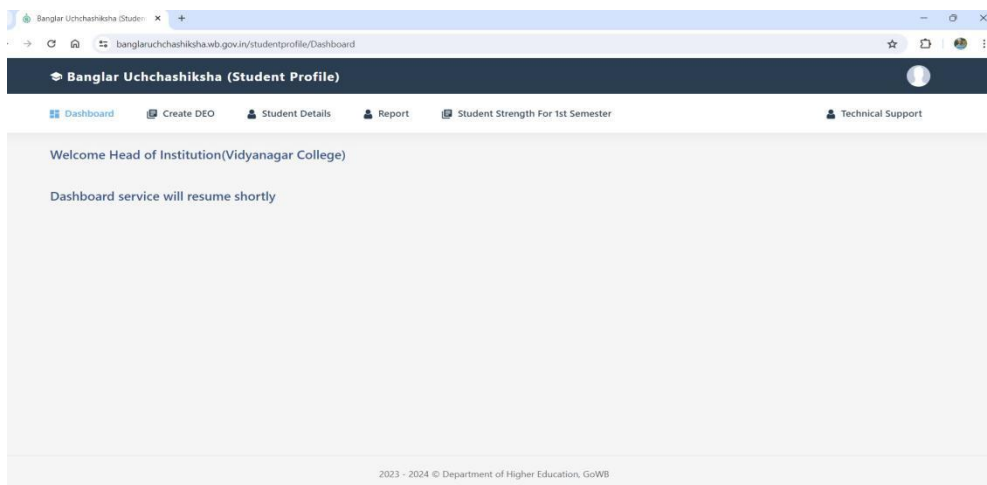 Banglar Uchchashiksha (Studen
banglaruchchashiksha.wb.gov.in/studentprofile/Dashboard
Banglar Uchchashiksha (Student Profile)
Dashboard Create DEO Student Details Report Student Strength For 1st Semester Technical Support
Welcome Head of Institution(Vidyanagar College)
Dashboard service will resume shortly
2023 - 2024 © Department of Higher Education, GoWB